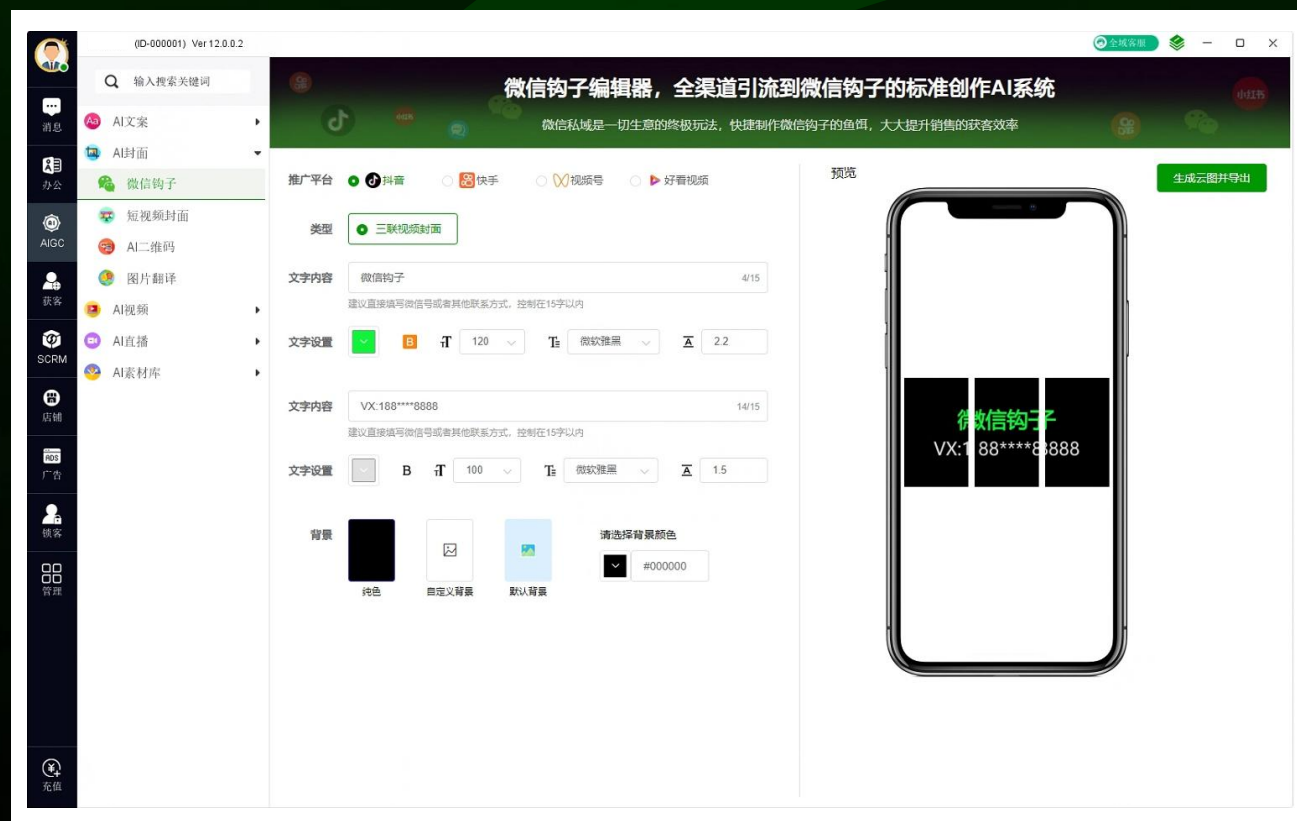 (ID-000001) Ver 12.0.0.2
全域客服
输入搜索关键词
消息
办公
AIGC
获客
SCRM
店铺
ADS
广告
锁客
管理
充值
Aa AI文案
AI封面
微信钩子
短视频封面
AI二维码
图片翻译
AI视频
AI直播
AI素材库
微信钩子编辑器，全渠道引流到微信钩子的标准创作AI系统
微信私域是一切生意的终极玩法，快捷制作微信钩子的鱼饵，大大提升销售的获客效率
小红书
推广平台 抖音 快手 视频号 好看视频
类型 三联视频封面
文字内容 微信钩子 4/15
建议直接填写微信号或者其他联系方式，控制在15字以内
文字设置 B 120 微软雅黑 2.2
文字内容 VX:188****8888 14/15
建议直接填写微信号或者其他联系方式，控制在15字以内
文字设置 B 100 微软雅黑 1.5
背景
纯色 自定义背景 默认背景
请选择背景颜色
#000000
预览
生成云图并导出
微信钩子子
VX:1 88****8 8888